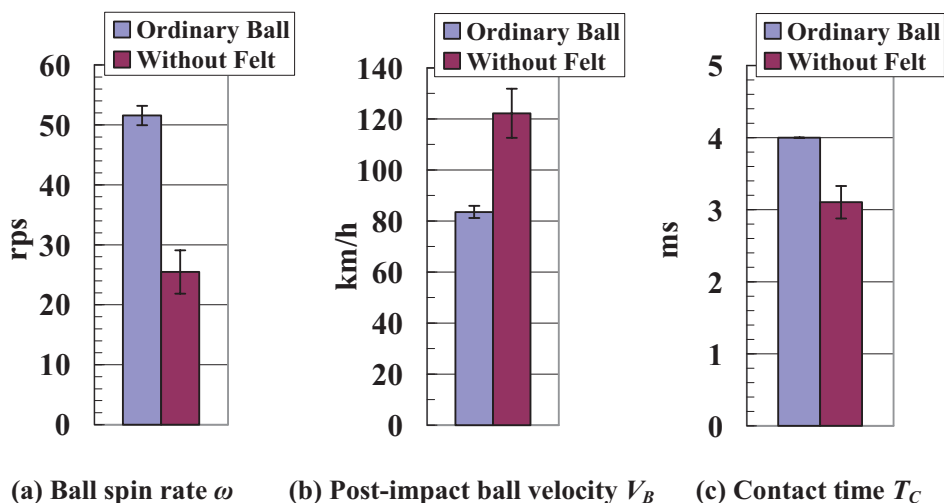 Ordinary Ball
Without Felt
60
50
40
30
20
10
0
rps
(a) Ball spin rate ω
Ordinary Ball
Without Felt
140
120
100
80
60
40
20
0
km/h
(b) Post-impact ball velocity V_B
Ordinary Ball
Without Felt
5
4
3
2
1
0
ms
(c) Contact time T_C